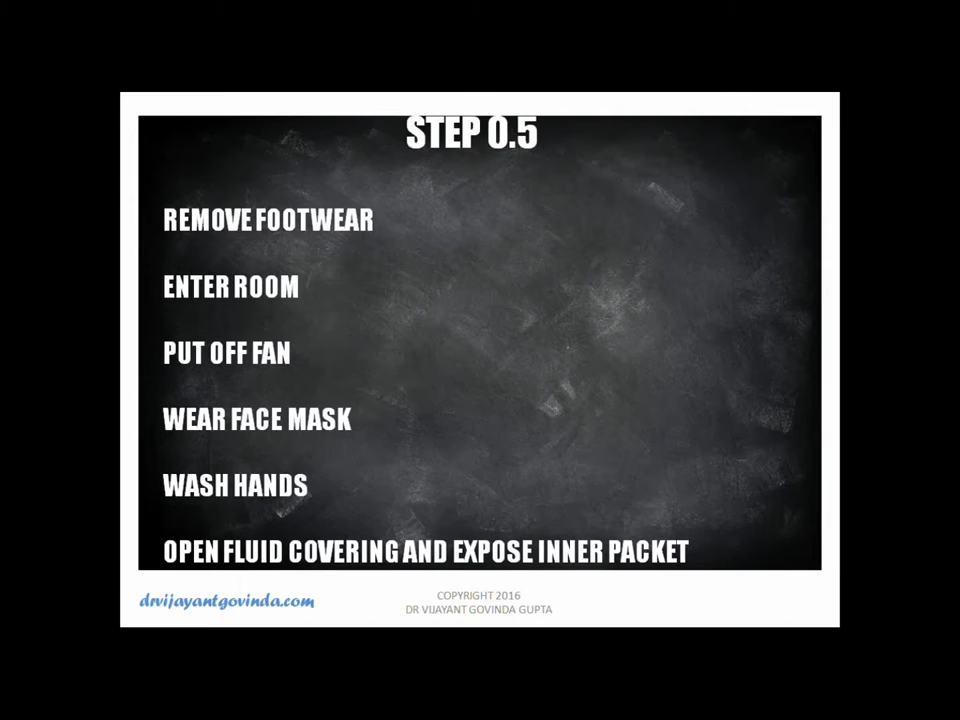 STEP 0.5
REMOVE FOOTWEAR
ENTER ROOM
PUT OFF FAN
WEAR FACE MASK
WASH HANDS
OPEN FLUID COVERING AND EXPOSE INNER PACKET
drvijayantgovinda.com
COPYRIGHT 2016
DR VIJAYANT GOVINDA GUPTA